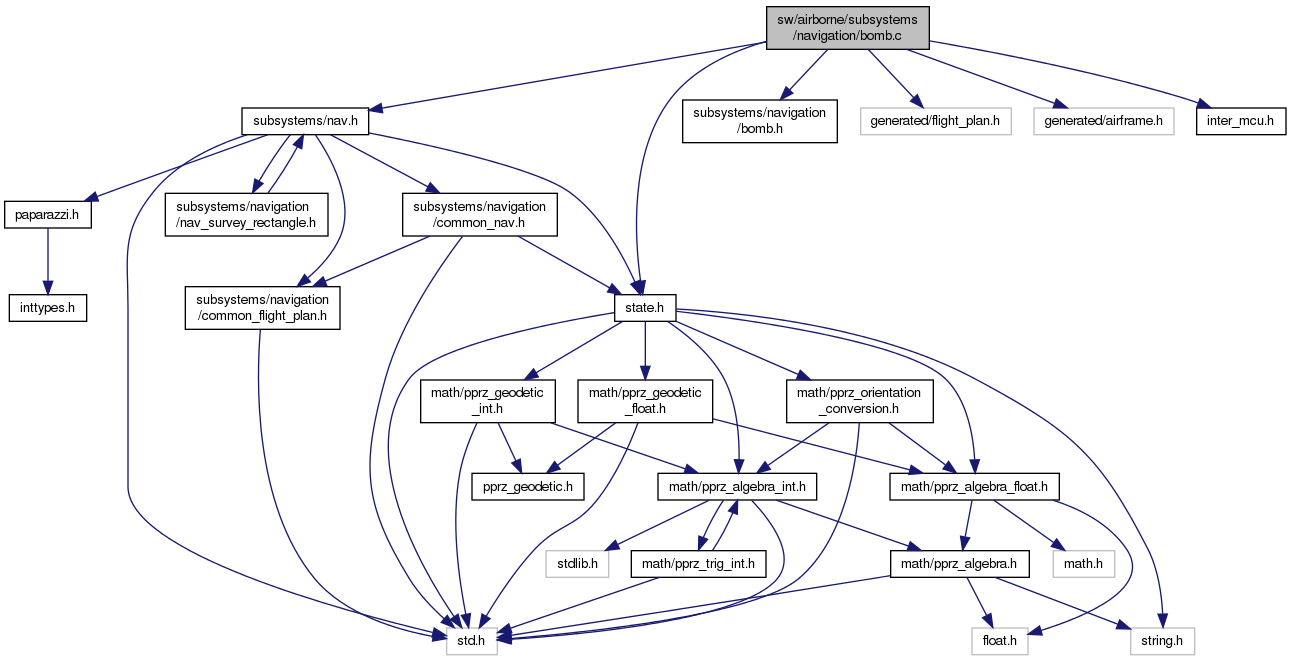 sw/airborne/subsystems
/navigation/bomb.c
subsystems/nav.h
subsystems/navigation
/bomb.h
generated/flight_plan.h
generated/airframe.h
inter_mcu.h
paparazzi.h
subsystems/navigation
/nav_survey_rectangle.h
subsystems/navigation
/common_nav.h
inttypes.h
subsystems/navigation
/common_flight_plan.h
state.h
math/pprz_geodetic
_int.h
math/pprz_geodetic
_float.h
math/pprz_orientation
_conversion.h
pprz_geodetic.h
math/pprz_algebra_int.h
math/pprz_algebra_float.h
stdlib.h
math/pprz_trig_int.h
math/pprz_algebra.h
math.h
std.h
float.h
string.h